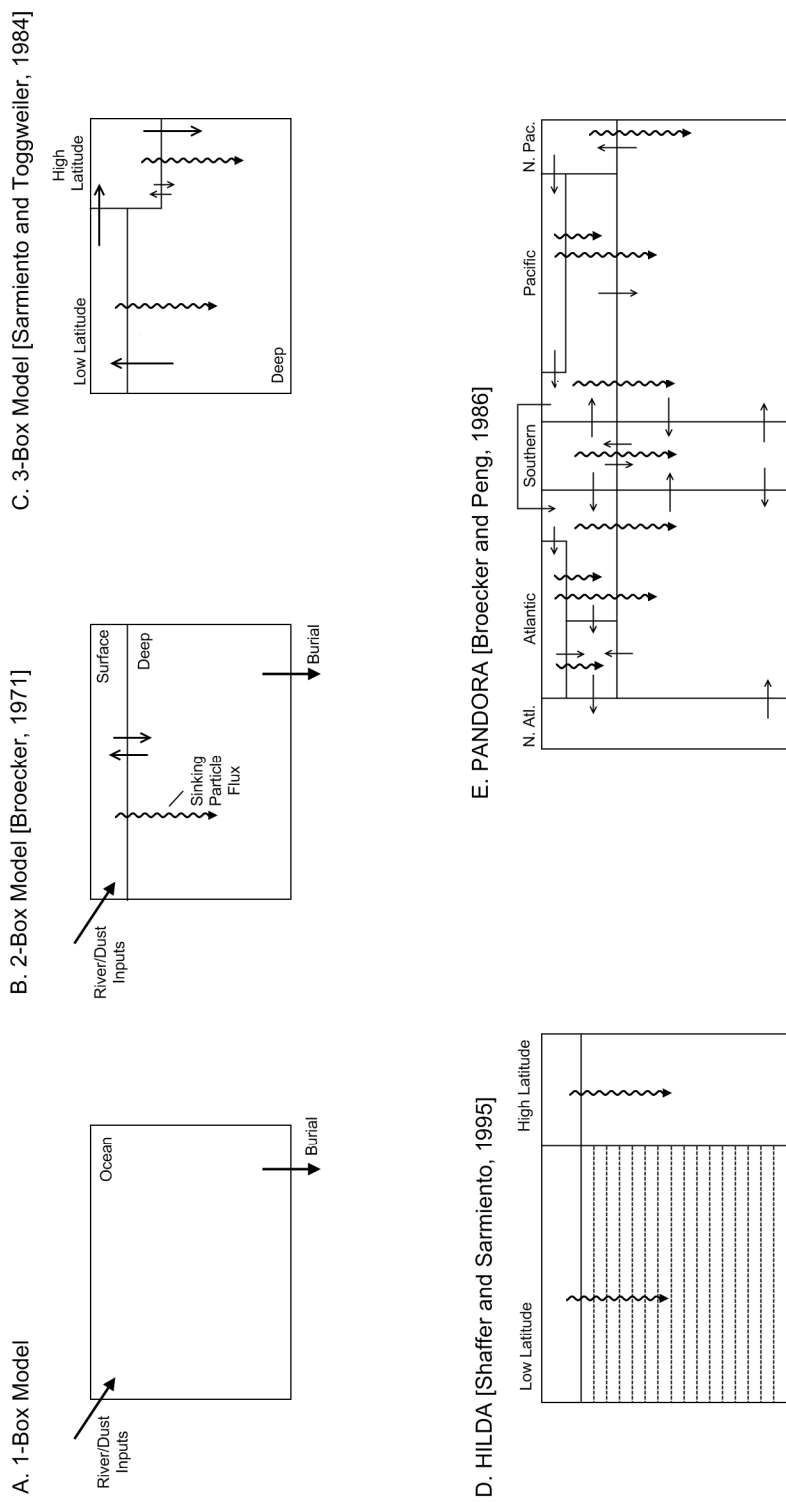 A. 1-Box Model
River/Dust
Inputs
Ocean
Burial
B. 2-Box Model [Broecker, 1971]
River/Dust
Inputs
Surface
Deep
Sinking
Particle
Flux
Burial
C. 3-Box Model [Sarmiento and Toggweiler, 1984]
Low Latitude
High
Latitude
Deep
D. HILDA [Shaffer and Sarmiento, 1995]
Low Latitude
High Latitude
E. PANDORA [Broecker and Peng, 1986]
N. Atl.
Atlantic
Southern
Pacific
N. Pac.